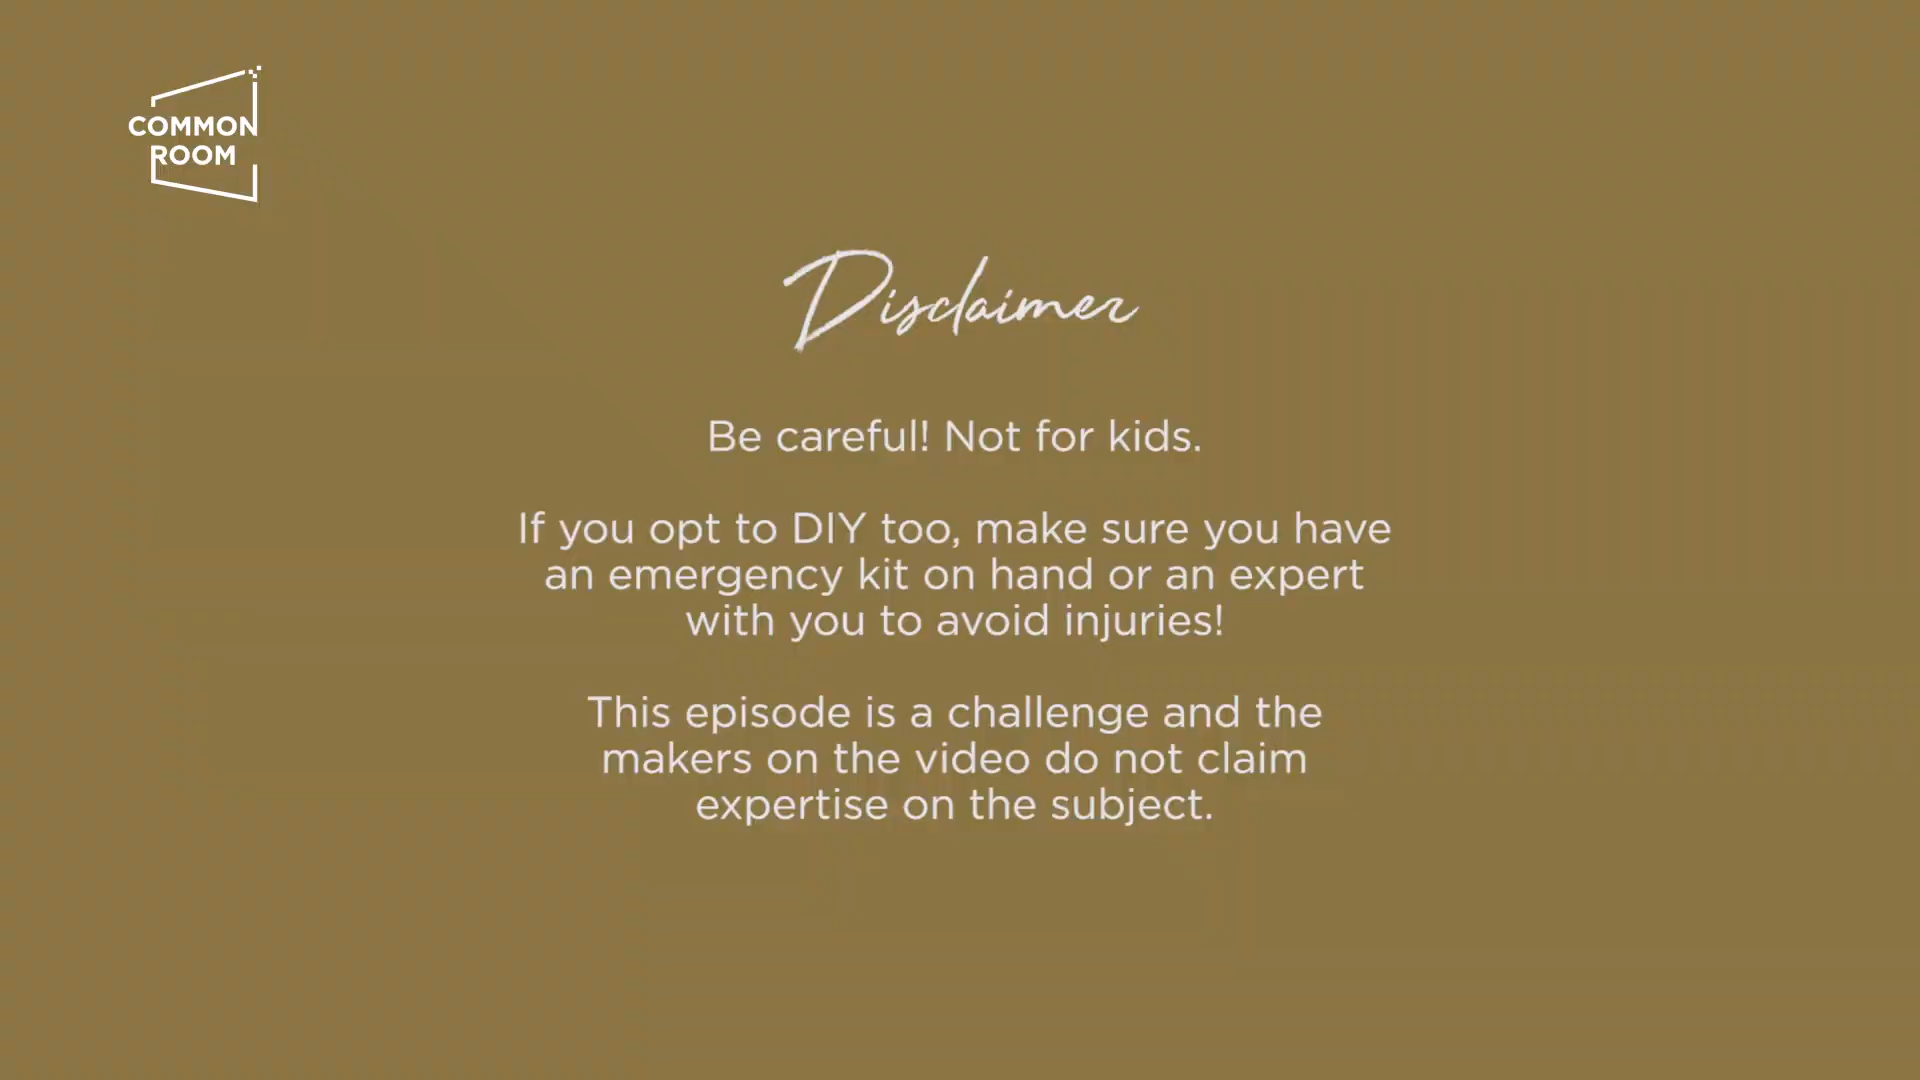 COMMON
ROOM
Disclaimer
Be careful! Not for kids.
If you opt to DIY too, make sure you have
an emergency kit on hand or an expert
with you to avoid injuries!
This episode is a challenge and the
makers on the video do not claim
expertise on the subject.